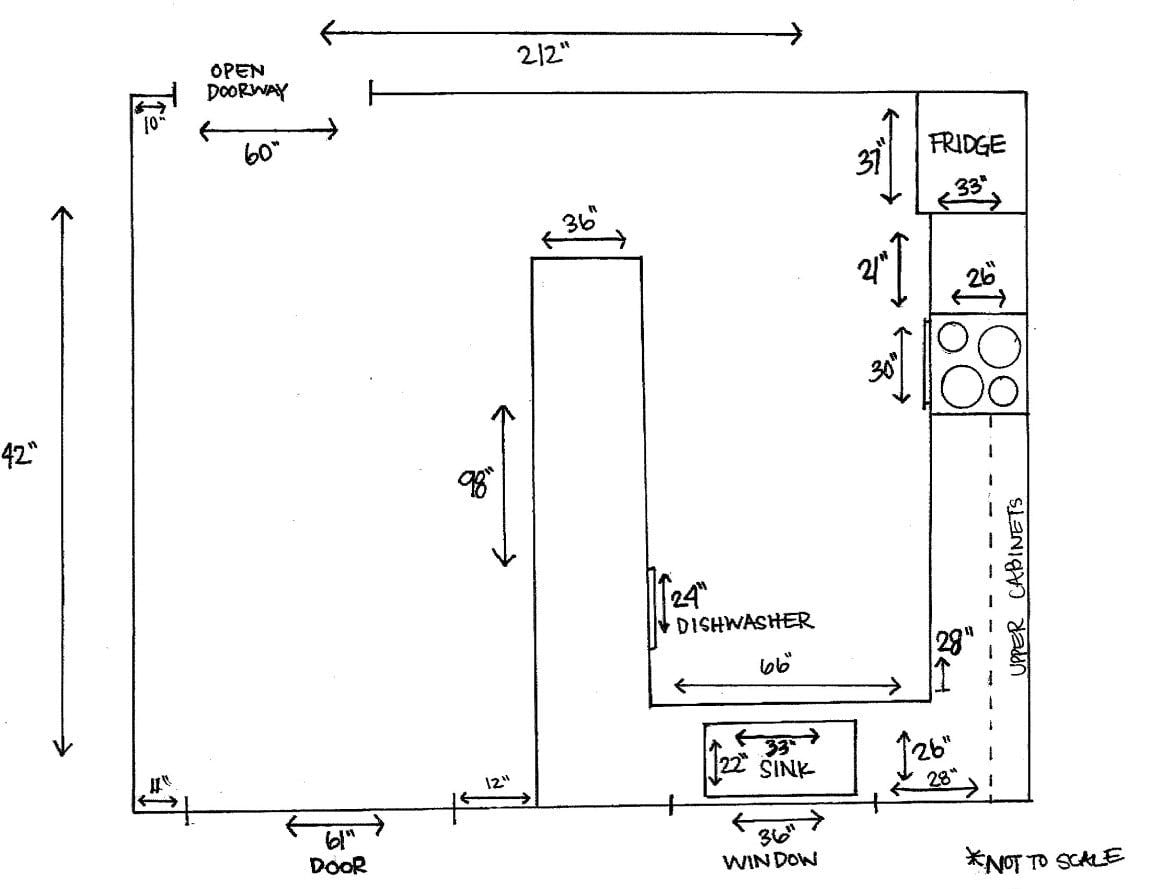 212"
OPEN
DOORWAY
10"
60"
37"
FRIDGE
33"
36"
21"
26"
30"
42"
98"
24"
DISHWASHER
UPPER CABINETS
28"
66"
33"
22"
SINK
26"
28"
11"
12"
61"
DOOR
36"
WINDOW
*NOT TO SCALE